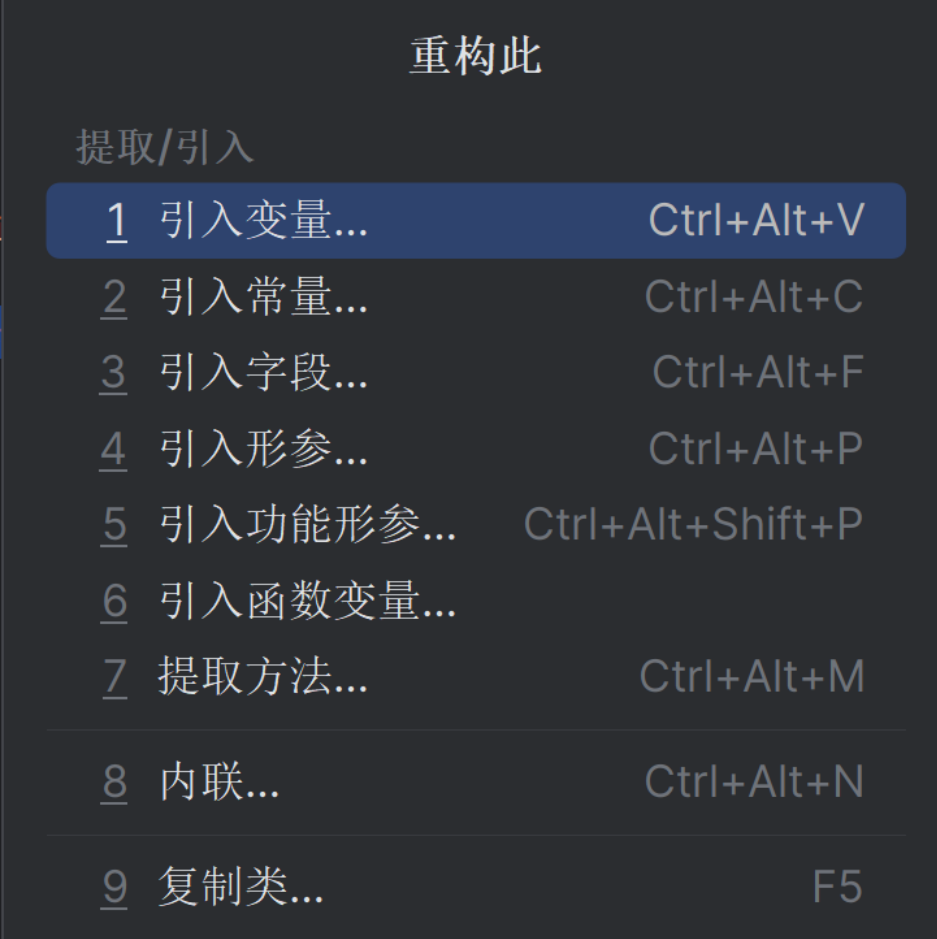 重构此
提取/引入
1 引入变量... Ctrl+Alt+V
2 引入常量... Ctrl+Alt+C
3 引入字段... Ctrl+Alt+F
4 引入形参... Ctrl+Alt+P
5 引入功能形参... Ctrl+Alt+Shift+P
6 引入函数变量...
7 提取方法... Ctrl+Alt+M
8 内联... Ctrl+Alt+N
9 复制类... F5